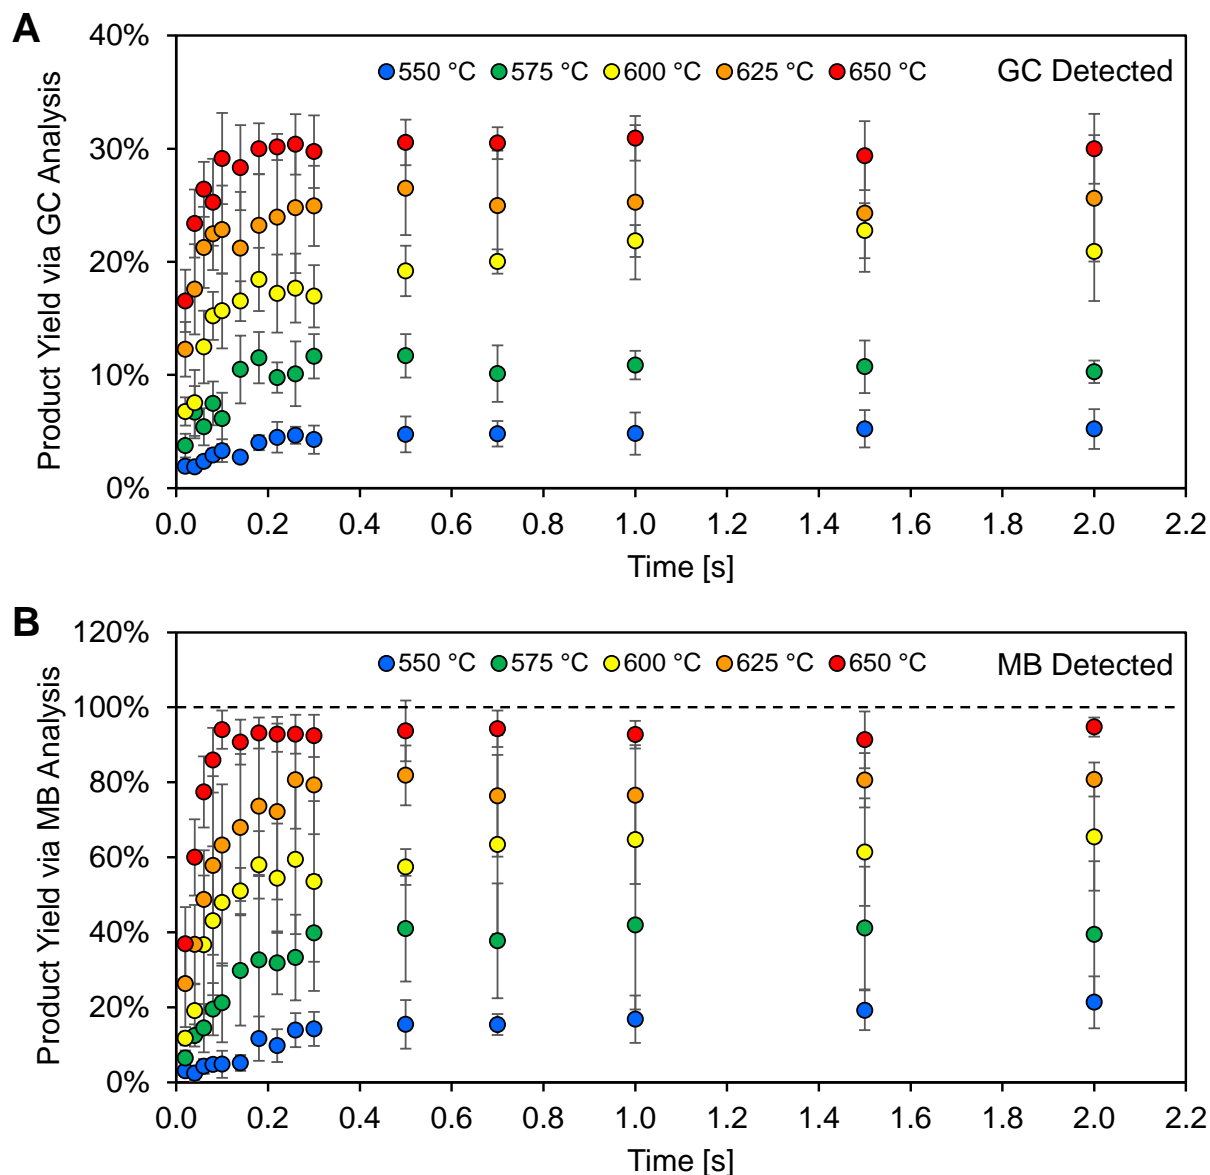 A
40%
550 °C 575 °C 600 °C 625 °C 650 °C GC Detected
30%
20%
10%
0%
Product Yield via GC Analysis
0.0 0.2 0.4 0.6 0.8 1.0 1.2 1.4 1.6 1.8 2.0 2.2
Time [s]
B
120%
550 °C 575 °C 600 °C 625 °C 650 °C MB Detected
100%
80%
60%
40%
20%
0%
Product Yield via MB Analysis
0.0 0.2 0.4 0.6 0.8 1.0 1.2 1.4 1.6 1.8 2.0 2.2
Time [s]